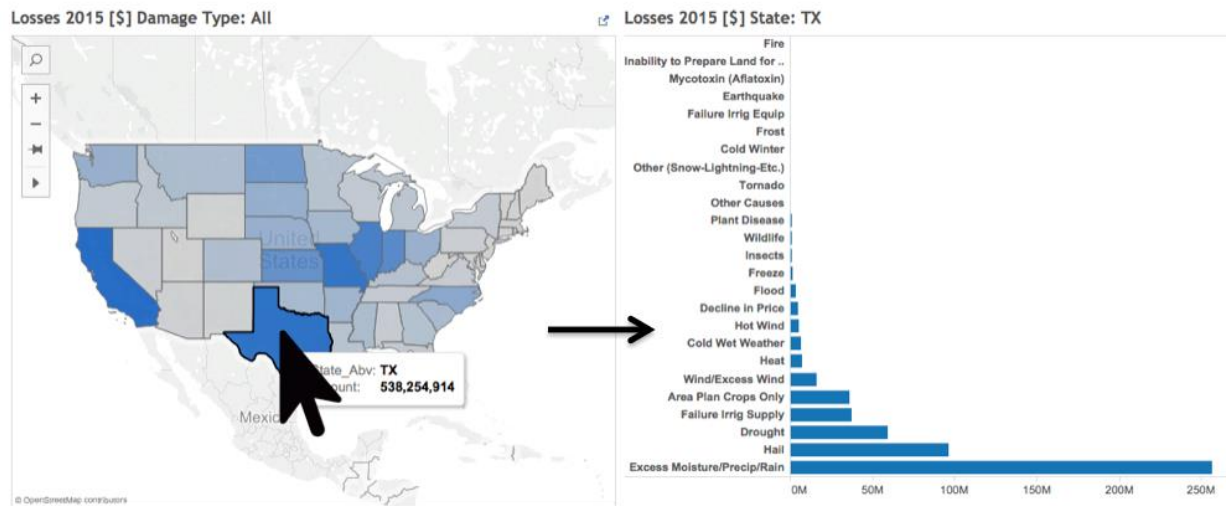 Losses 2015 [$] Damage Type: All
United
States
State_Abv: TX
ount: 538,254,914
Mexic
© OpenStreetMap contributors
Losses 2015 [$] State: TX
Fire
Inability to Prepare Land for ..
Mycotoxin (Aflatoxin)
Earthquake
Failure Irrig Equip
Frost
Cold Winter
Other (Snow-Lightning-Etc.)
Tornado
Other Causes
Plant Disease
Wildlife
Insects
Freeze
Flood
Decline in Price
Hot Wind
Cold Wet Weather
Heat
Wind/Excess Wind
Area Plan Crops Only
Failure Irrig Supply
Drought
Hail
Excess Moisture/Precip/Rain
0M 50M 100M 150M 200M 250M